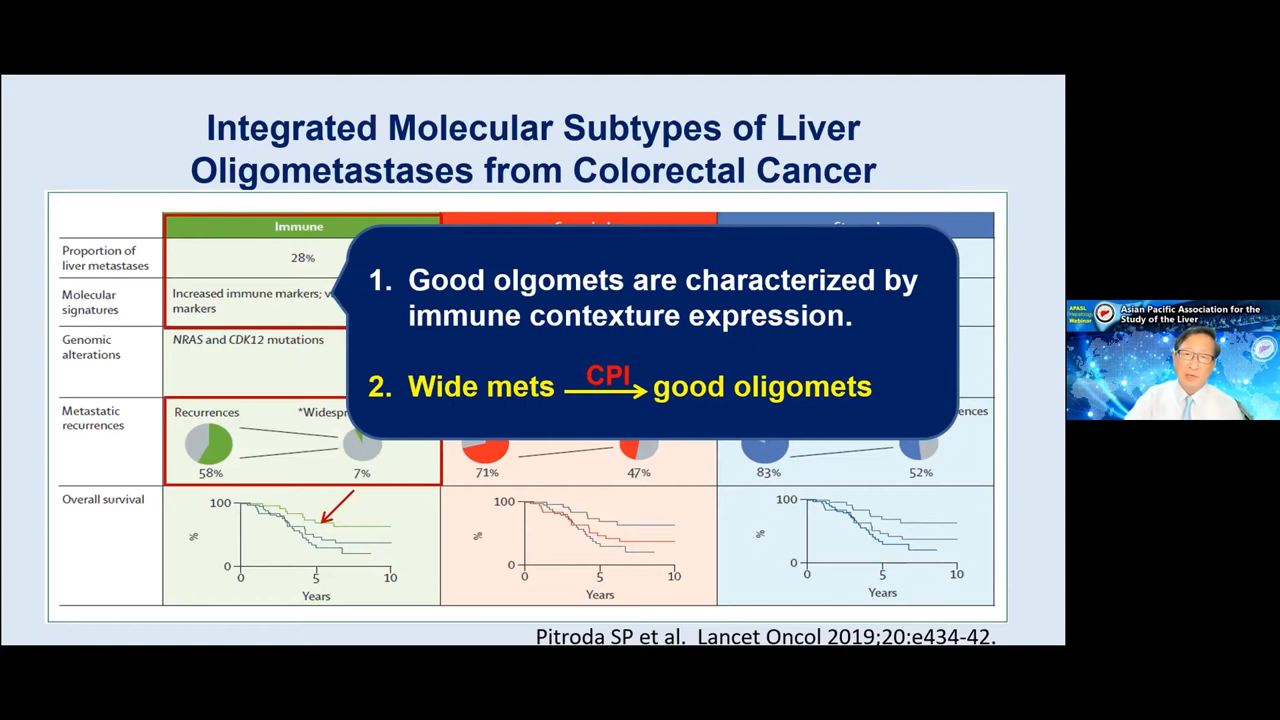 Integrated Molecular Subtypes of Liver
Oligometastases from Colorectal Cancer
Immune
Proportion of
liver metastases
28%
Molecular
signatures
Increased immune markers;
markers
Genomic
alterations
NRAS and CDK12 mutations
1. Good olgomets are characterized by
immune contexture expression.
CPI
2. Wide mets good oligomets
Metastatic
recurrences
Recurrences
58%
7%
71%
47%
83%
52%
Overall survival
100
%
0
0
5
10
Years
100
%
0
0
5
10
Years
100
%
0
0
5
10
Years
Pitroda SP et al. Lancet Oncol 2019;20:e434-42.
APASL
Hepatology
Webinar
Asian Pacific Association for the
Study of the Liver